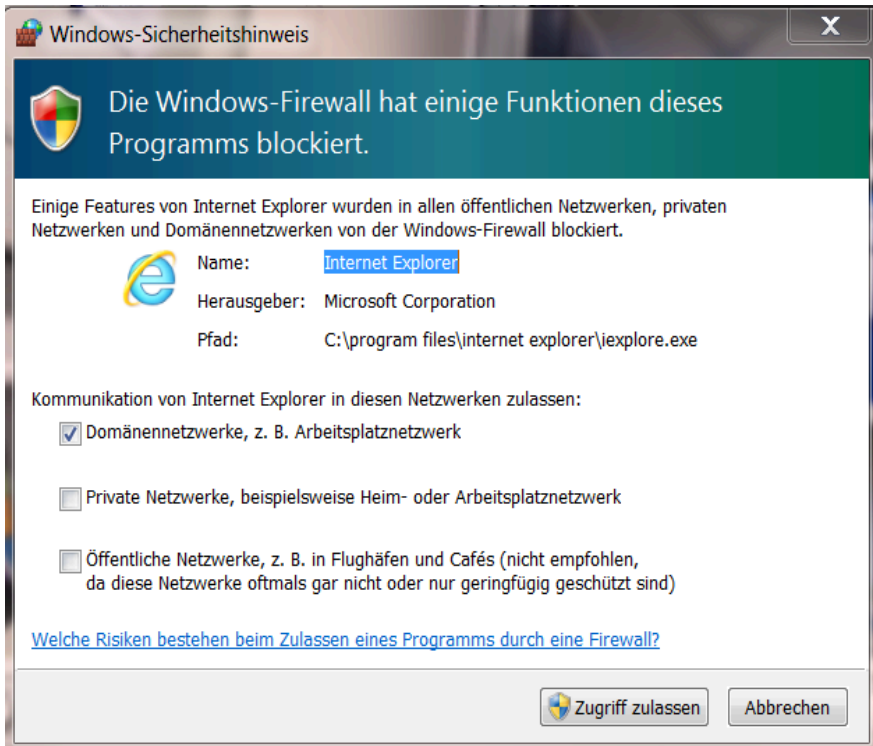 Windows-Sicherheitshinweis
X
Die Windows-Firewall hat einige Funktionen dieses
Programms blockiert.
Einige Features von Internet Explorer wurden in allen öffentlichen Netzwerken, privaten
Netzwerken und Domänennetzwerken von der Windows-Firewall blockiert.
Name: Internet Explorer
Herausgeber: Microsoft Corporation
Pfad: C:\program files\internet explorer\iexplore.exe
Kommunikation von Internet Explorer in diesen Netzwerken zulassen:
Domänennetzwerke, z. B. Arbeitsplatznetzwerk
Private Netzwerke, beispielsweise Heim- oder Arbeitsplatznetzwerk
Öffentliche Netzwerke, z. B. in Flughäfen und Cafés (nicht empfohlen,
da diese Netzwerke oftmals gar nicht oder nur geringfügig geschützt sind)
Welche Risiken bestehen beim Zulassen eines Programms durch eine Firewall?
Zugriff zulassen Abbrechen